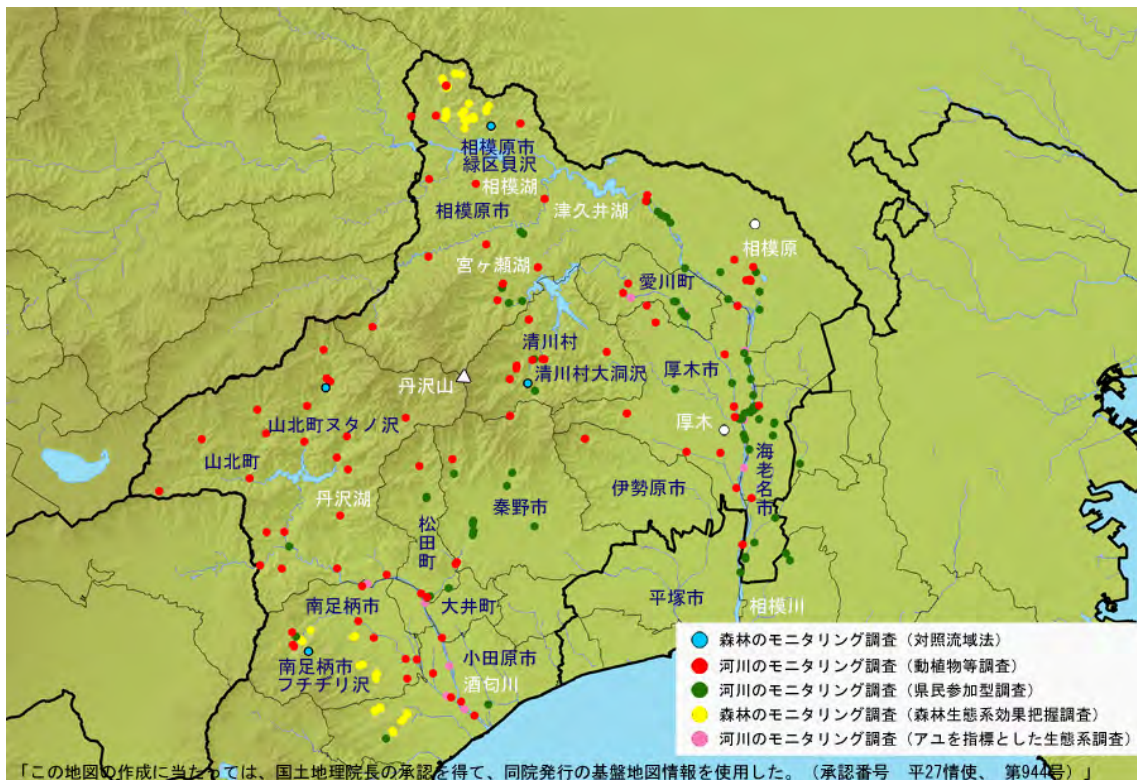 相模原市
緑区貝沢
相模湖
相模原市
津久井湖
相模原
宮ヶ瀬湖
愛川町
清川村
丹沢山
清川村大洞沢
厚木市
山北町ヌタノ沢
厚木
山北町
海老名市
丹沢湖
秦野市
伊勢原市
松田町
南足柄市
大井町
平塚市
相模川
南足柄市
フチヂリ沢
小田原市
酒匂川
森林のモニタリング調査（対照流域法）
河川のモニタリング調査（動植物等調査）
河川のモニタリング調査（県民参加型調査）
森林のモニタリング調査（森林生態系効果把握調査）
河川のモニタリング調査（アユを指標とした生態系調査）
「この地図の作成に当たっては、国土地理院長の承認を得て、同院発行の基盤地図情報を使用した。（承認番号　平27情使、　第944号）」